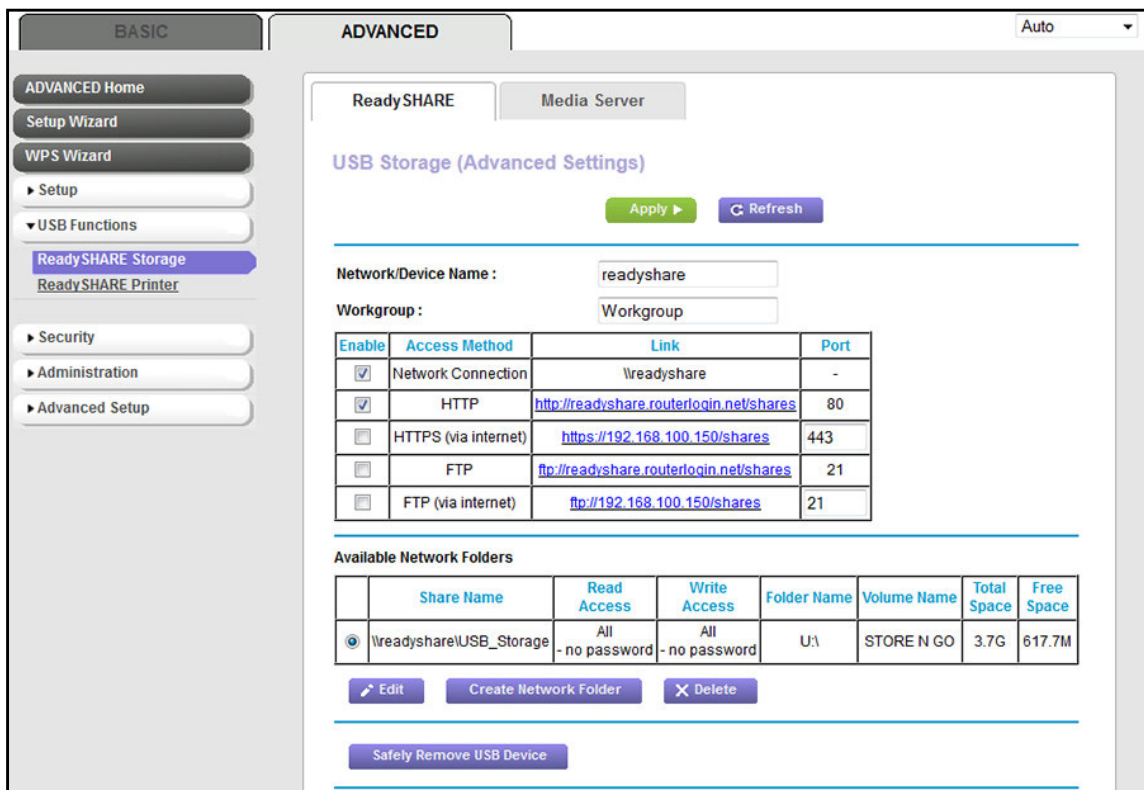 BASIC
ADVANCED
Auto
ADVANCED Home
Setup Wizard
WPS Wizard
Setup
USB Functions
ReadySHARE Storage
ReadySHARE Printer
Security
Administration
Advanced Setup
ReadySHARE
Media Server
USB Storage (Advanced Settings)
Apply
Refresh
Network/Device Name :
readyshare
Workgroup :
Workgroup
Enable Access Method Link Port
Network Connection \\readyshare -
HTTP http://readyshare.routerlogin.net/shares 80
HTTPS (via internet) https://192.168.100.150/shares 443
FTP ftp://readyshare.routerlogin.net/shares 21
FTP (via internet) ftp://192.168.100.150/shares 21
Available Network Folders
Share Name Read Access Write Access Folder Name Volume Name Total Space Free Space
\\readyshare\USB_Storage All - no password All - no password U:\ STORE N GO 3.7G 617.7M
Edit
Create Network Folder
Delete
Safely Remove USB Device